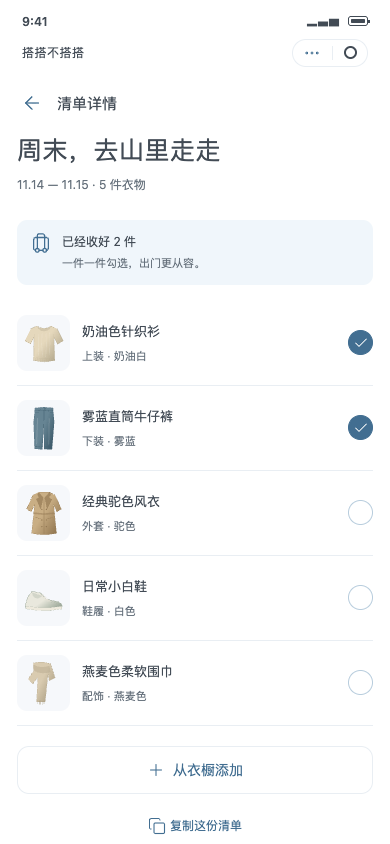 9:41
搭搭不搭搭
清单详情
周末，去山里走走
11.14 — 11.15 · 5 件衣物
已经收好 2 件
一件一件勾选，出门更从容。
奶油色针织衫
上装 · 奶油白
雾蓝直筒牛仔裤
下装 · 雾蓝
经典驼色风衣
外套 · 驼色
日常小白鞋
鞋履 · 白色
燕麦色柔软围巾
配饰 · 燕麦色
从衣橱添加
复制这份清单